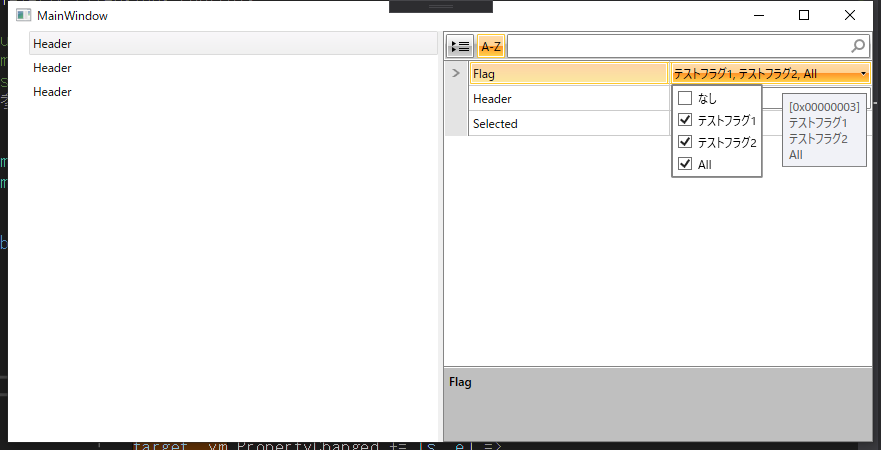 MainWindow
Header
Header
Header
A-Z
Flag
テストフラグ1, テストフラグ2, All
Header
Selected
なし
テストフラグ1
テストフラグ2
All
[0x00000003]
テストフラグ1
テストフラグ2
All
Flag
target vm PropertyChanged += (s, e) =>